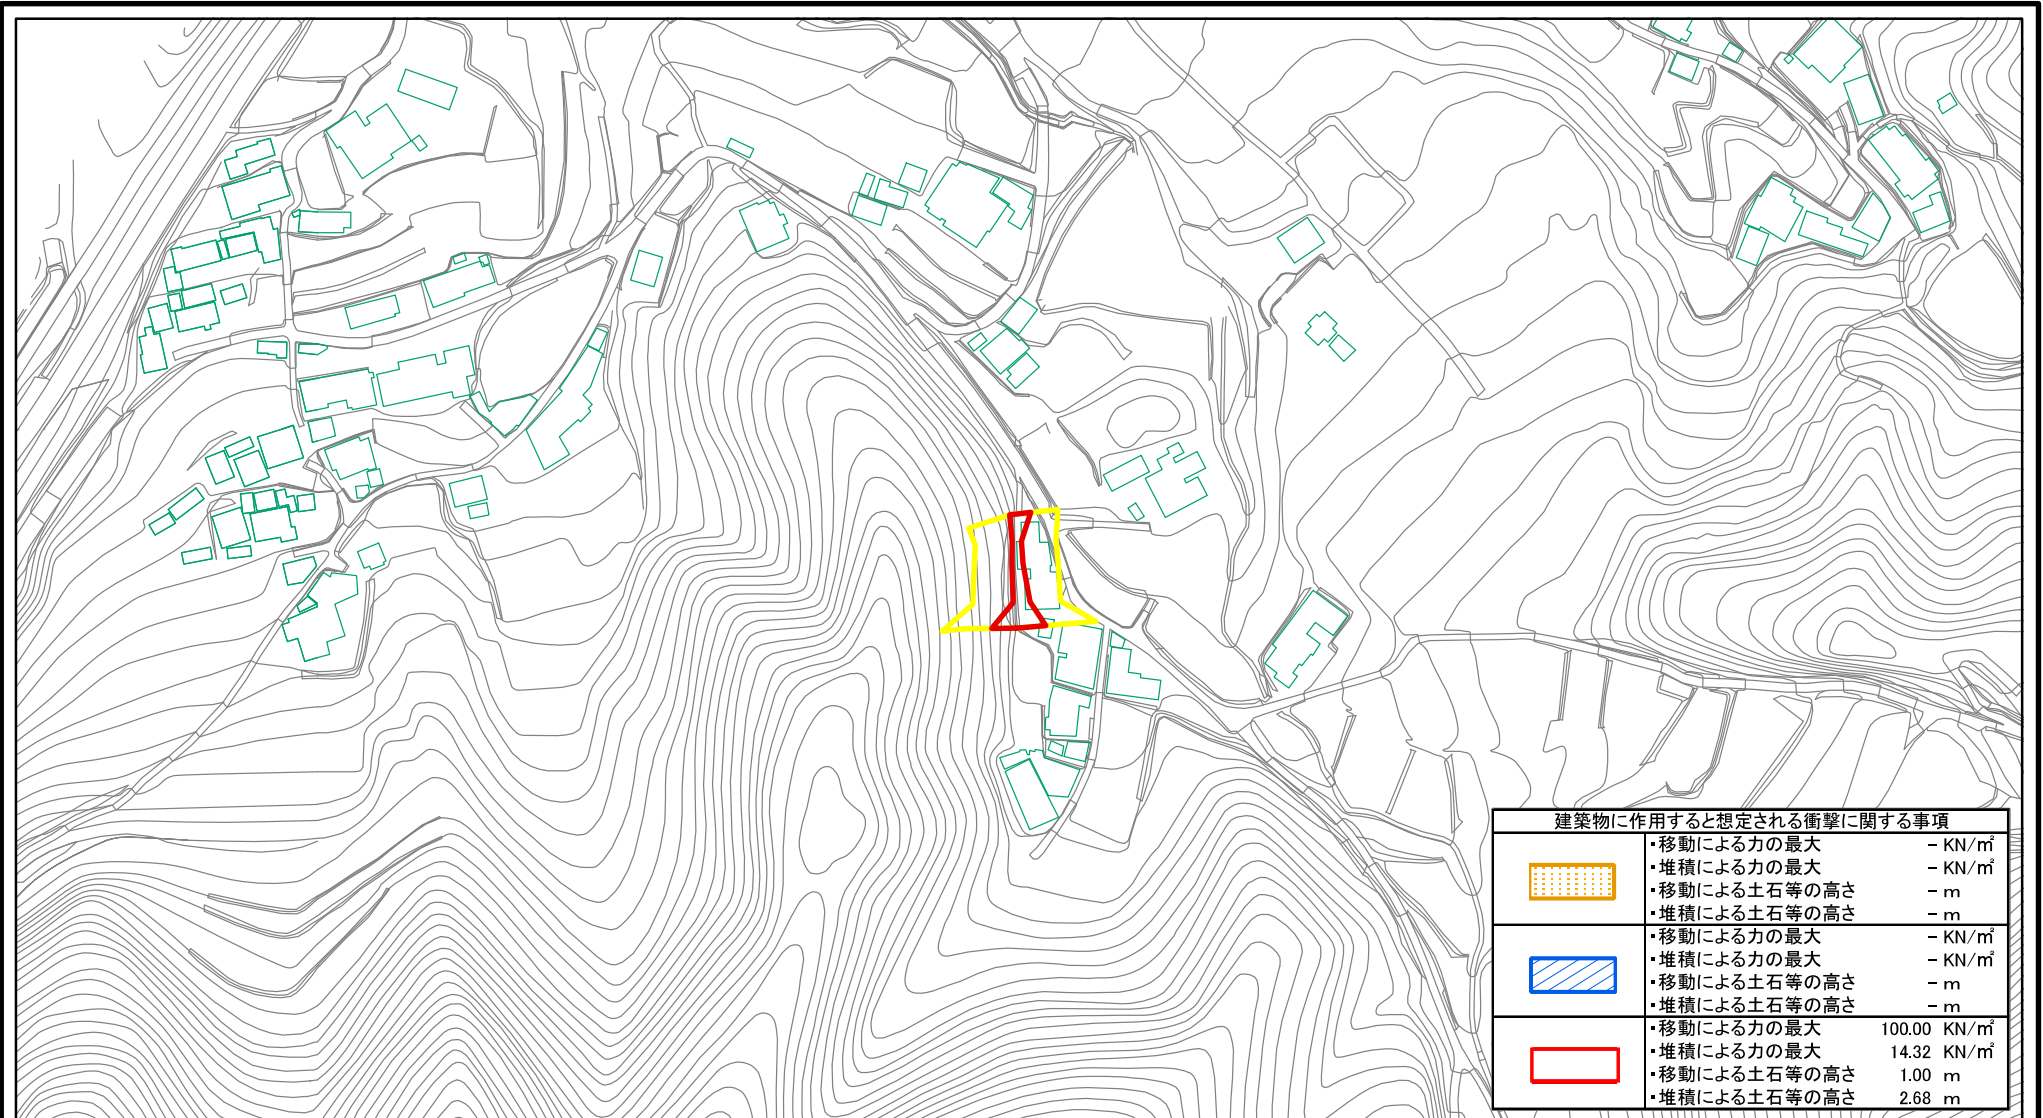 建築物に作用すると想定される衝撃に関する事項
・移動による力の最大 － KN/㎡
・堆積による力の最大 － KN/㎡
・移動による土石等の高さ － m
・堆積による土石等の高さ － m
・移動による力の最大 － KN/㎡
・堆積による力の最大 － KN/㎡
・移動による土石等の高さ － m
・堆積による土石等の高さ － m
・移動による力の最大 100.00 KN/㎡
・堆積による力の最大 14.32 KN/㎡
・移動による土石等の高さ 1.00 m
・堆積による土石等の高さ 2.68 m